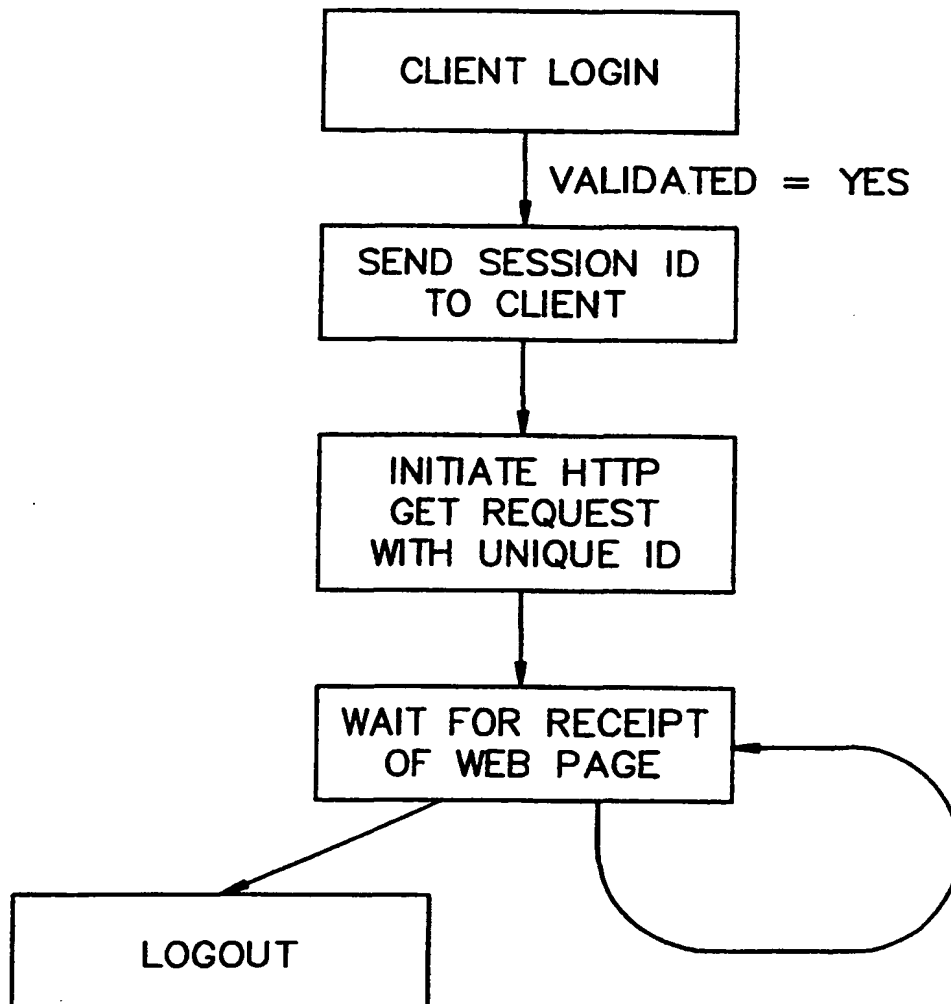 CLIENT LOGIN
VALIDATED = YES
SEND SESSION ID
TO CLIENT
INITIATE HTTP
GET REQUEST
WITH UNIQUE ID
WAIT FOR RECEIPT
OF WEB PAGE
LOGOUT